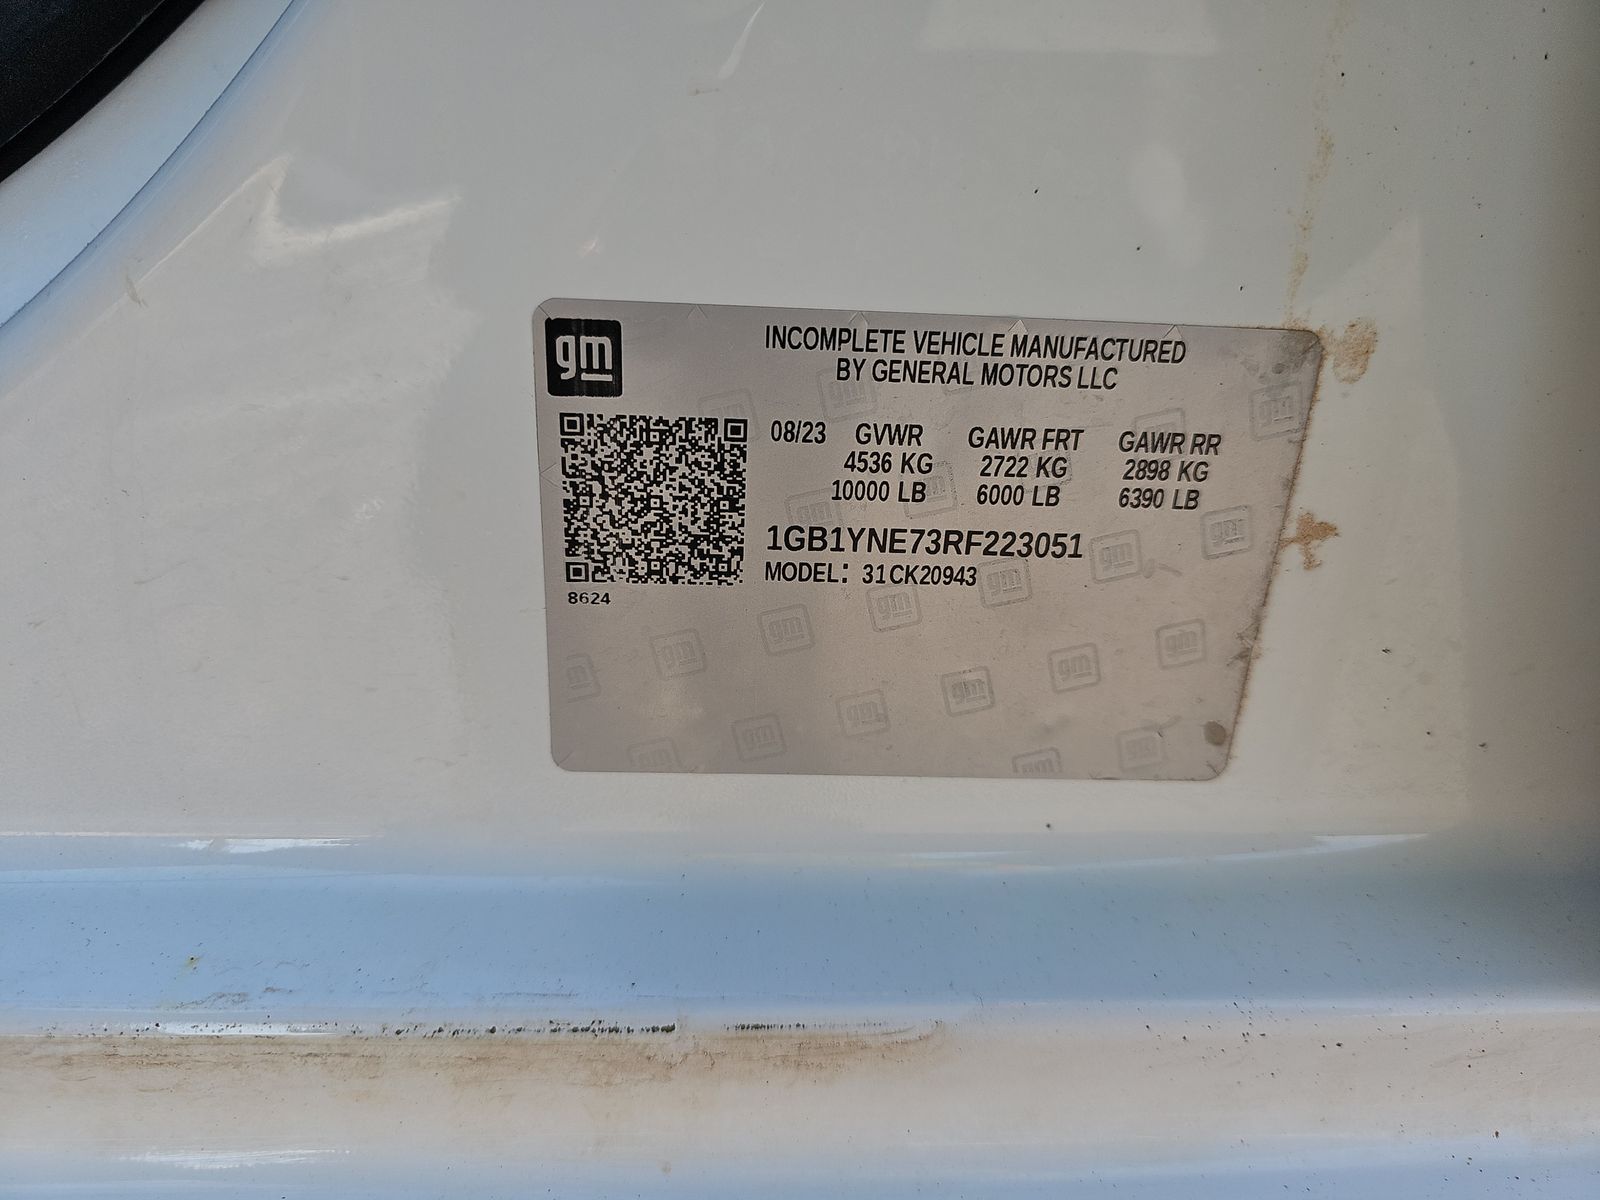 gm
INCOMPLETE VEHICLE MANUFACTURED
BY GENERAL MOTORS LLC
08/23 GVWR GAWR FRT GAWR RR
4536 KG 2722 KG 2898 KG
10000 LB 6000 LB 6390 LB
1GB1YNE73RF223051
MODEL: 31CK20943
8624